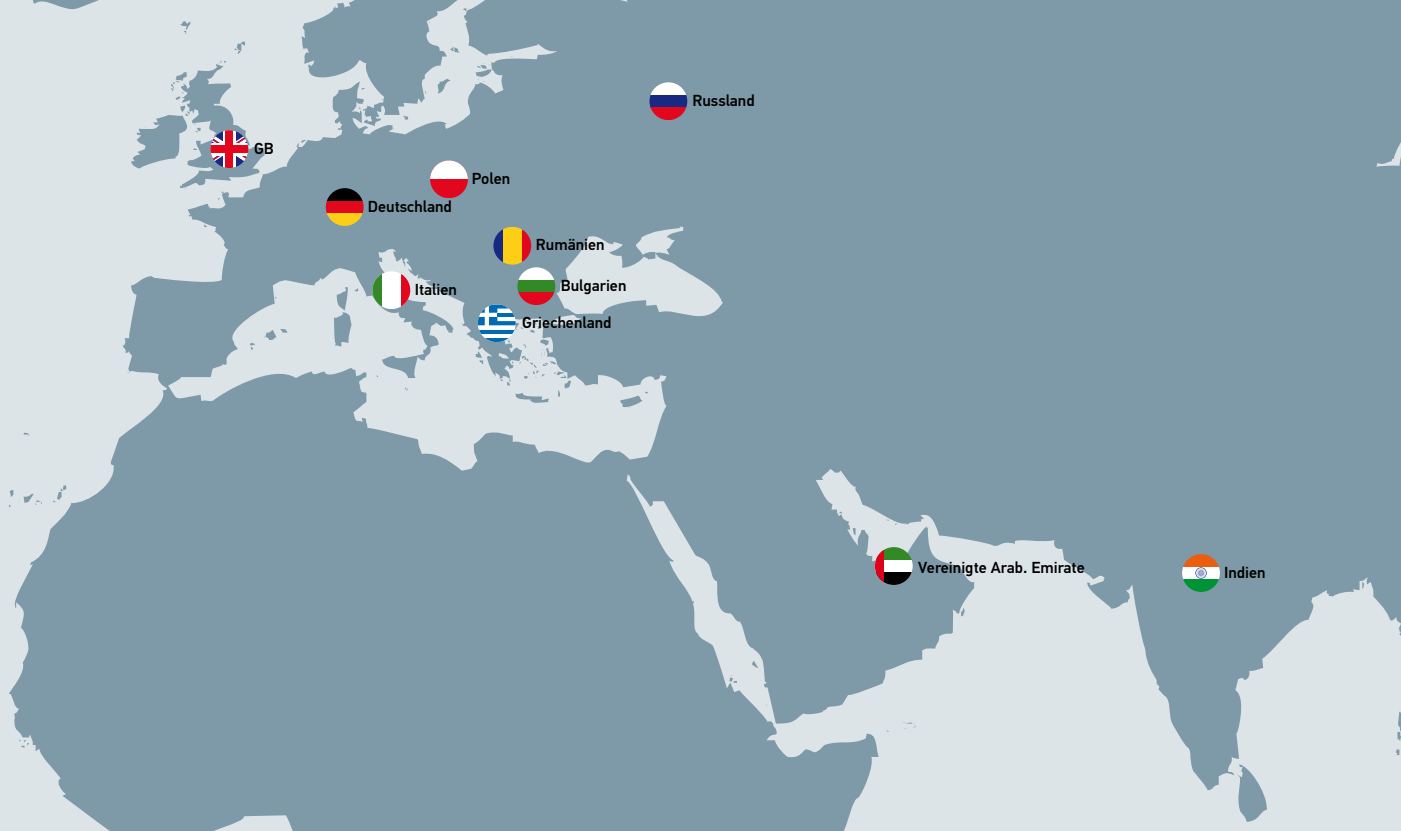 Russland
GB
Polen
Deutschland
Rumänien
Bulgarien
Italien
Griechenland
Vereinigte Arab. Emirate
Indien